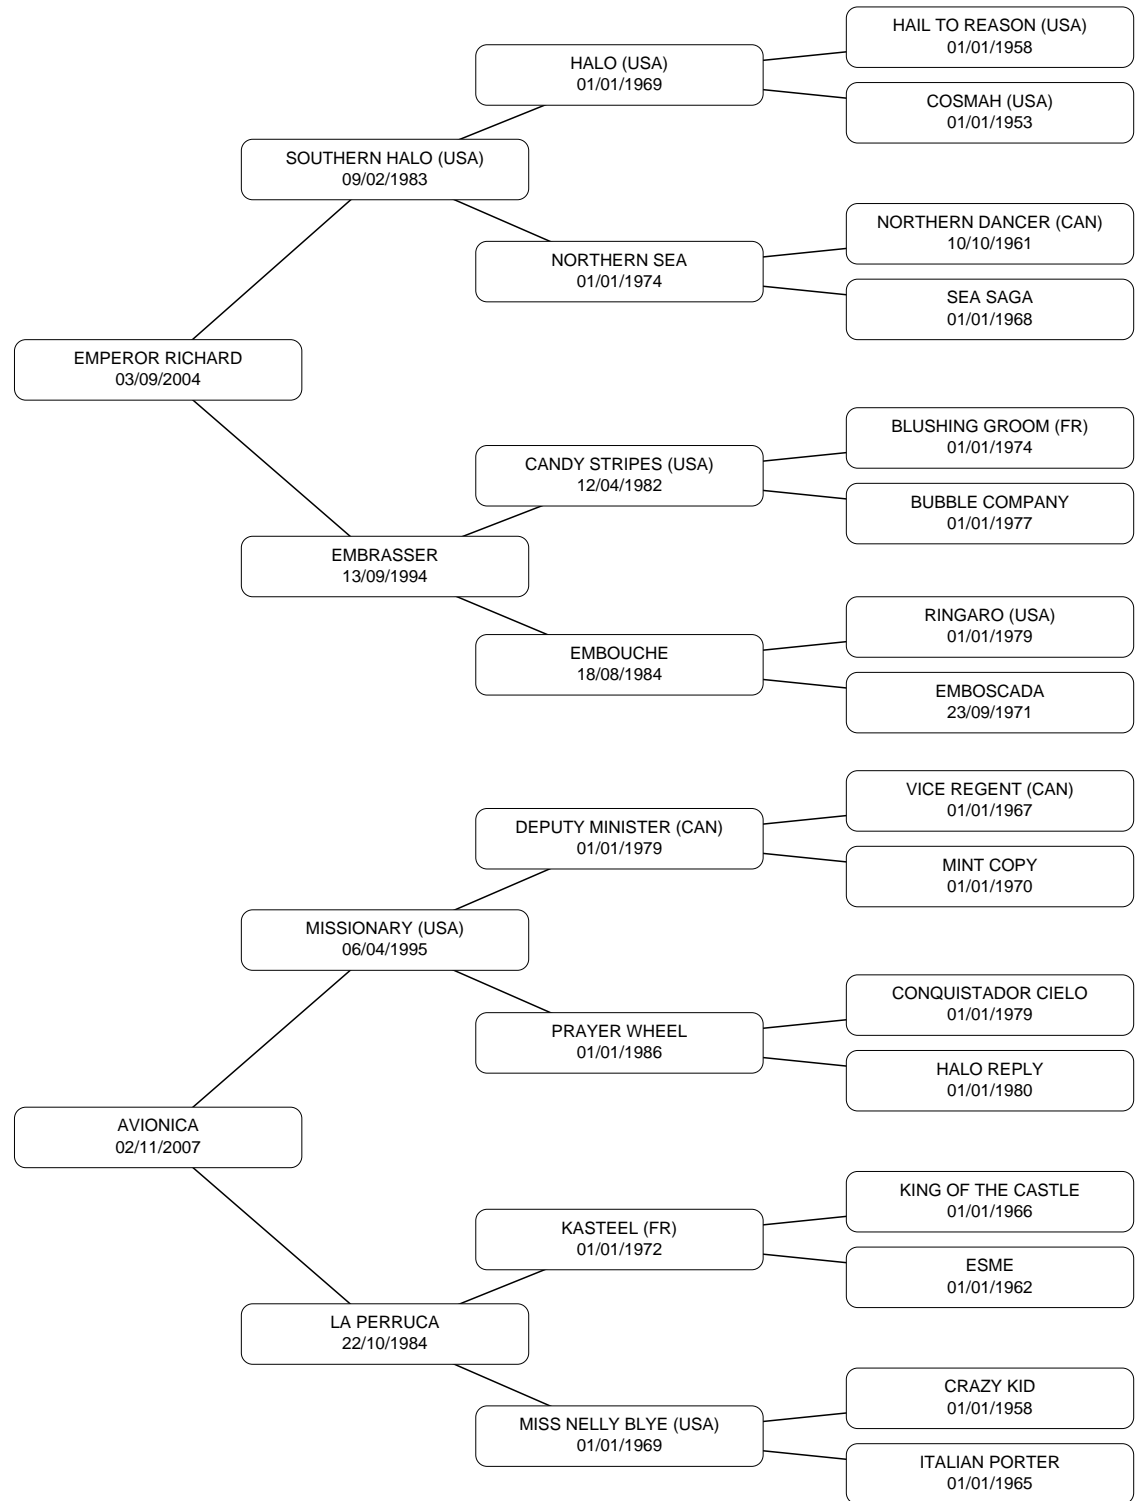 HAIL TO REASON (USA)
01/01/1958
HALO (USA)
01/01/1969
COSMAH (USA)
01/01/1953
SOUTHERN HALO (USA)
09/02/1983
NORTHERN DANCER (CAN)
10/10/1961
NORTHERN SEA
01/01/1974
SEA SAGA
01/01/1968
EMPEROR RICHARD
03/09/2004
BLUSHING GROOM (FR)
01/01/1974
CANDY STRIPES (USA)
12/04/1982
BUBBLE COMPANY
01/01/1977
EMBRASSER
13/09/1994
RINGARO (USA)
01/01/1979
EMBOUCHE
18/08/1984
EMBOSCADA
23/09/1971
VICE REGENT (CAN)
01/01/1967
DEPUTY MINISTER (CAN)
01/01/1979
MINT COPY
01/01/1970
MISSIONARY (USA)
06/04/1995
CONQUISTADOR CIELO
01/01/1979
PRAYER WHEEL
01/01/1986
HALO REPLY
01/01/1980
AVIONICA
02/11/2007
KING OF THE CASTLE
01/01/1966
KASTEEL (FR)
01/01/1972
ESME
01/01/1962
LA PERRUCA
22/10/1984
CRAZY KID
01/01/1958
MISS NELLY BLYE (USA)
01/01/1969
ITALIAN PORTER
01/01/1965